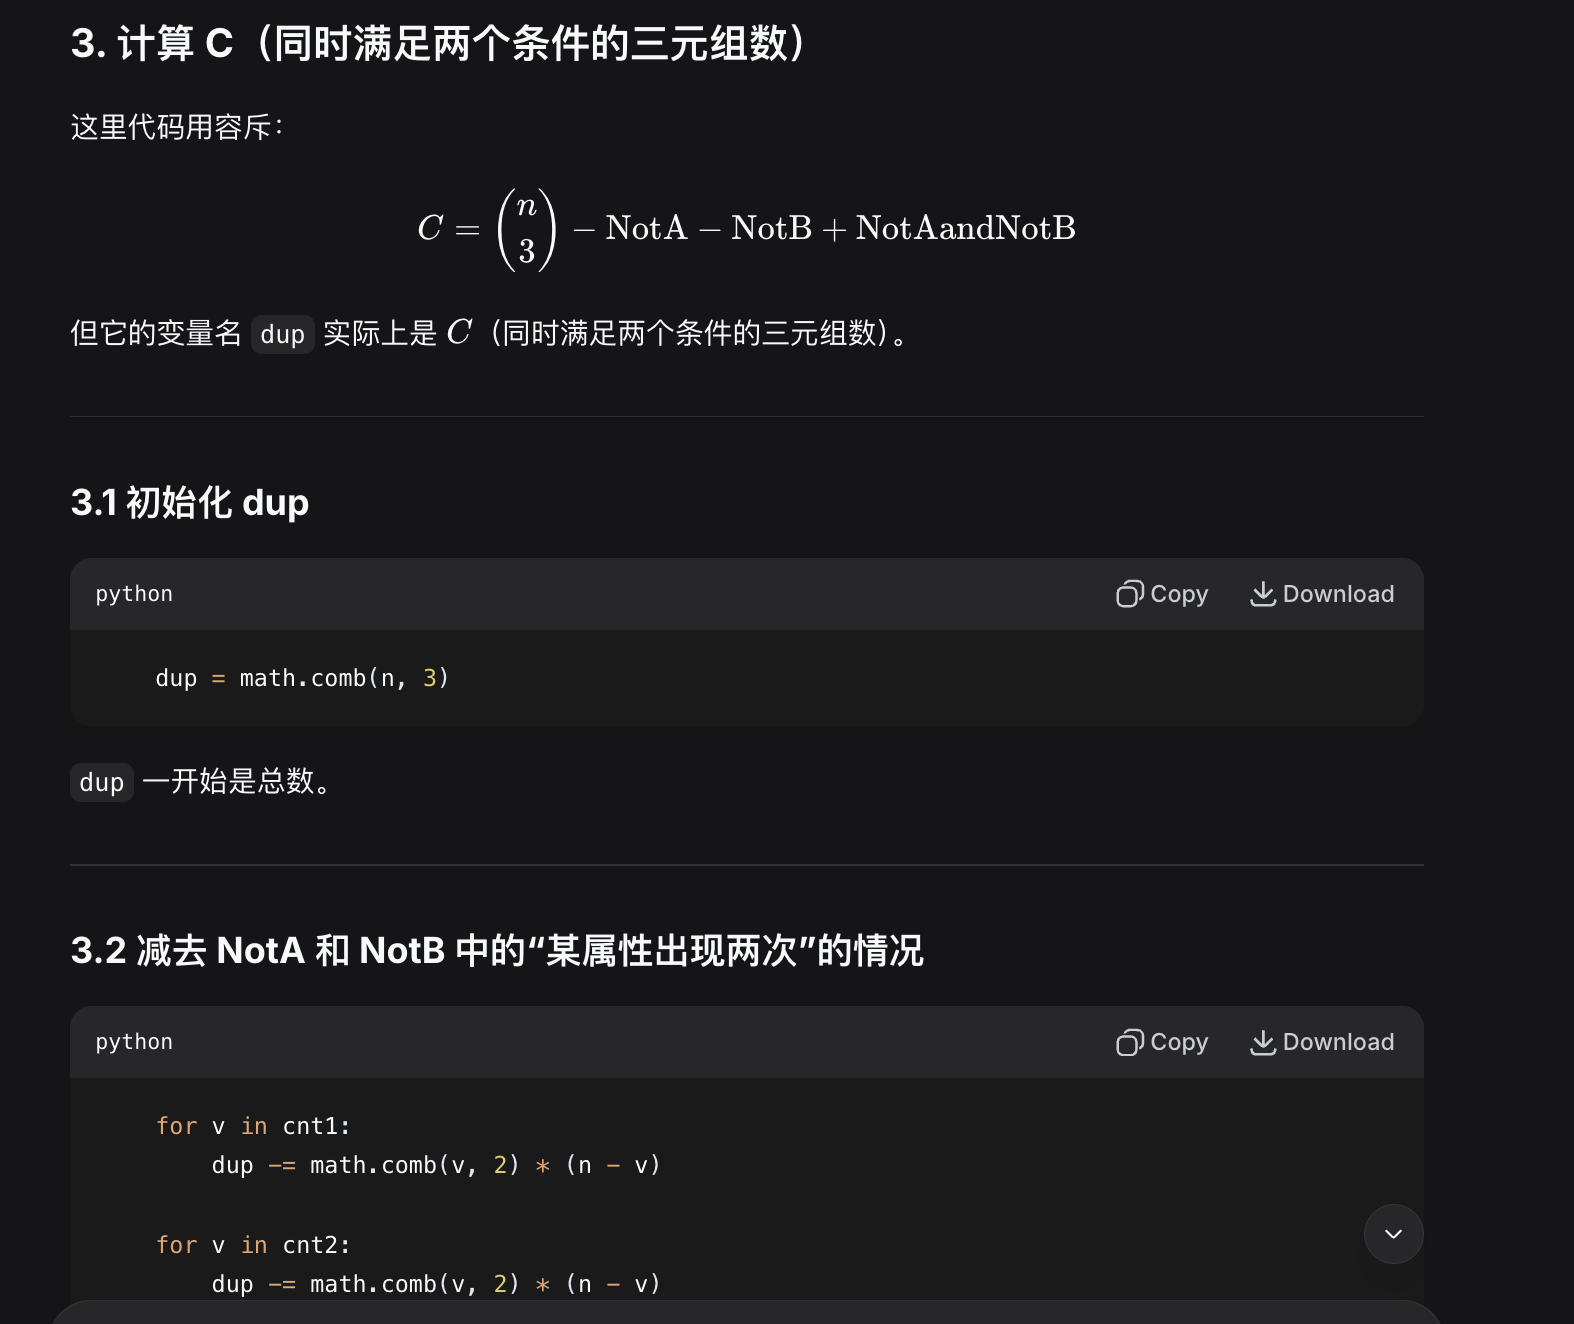 3. 计算 C（同时满足两个条件的三元组数）
这里代码用容斥：
C = (n 3) − NotA − NotB + NotAandNotB
但它的变量名 dup 实际上是 C（同时满足两个条件的三元组数）。
3.1 初始化 dup
python Copy Download
dup = math.comb(n, 3)
dup 一开始是总数。
3.2 减去 NotA 和 NotB 中的“某属性出现两次”的情况
python Copy Download
for v in cnt1:
dup -= math.comb(v, 2) * (n - v)
for v in cnt2:
dup -= math.comb(v, 2) * (n - v)